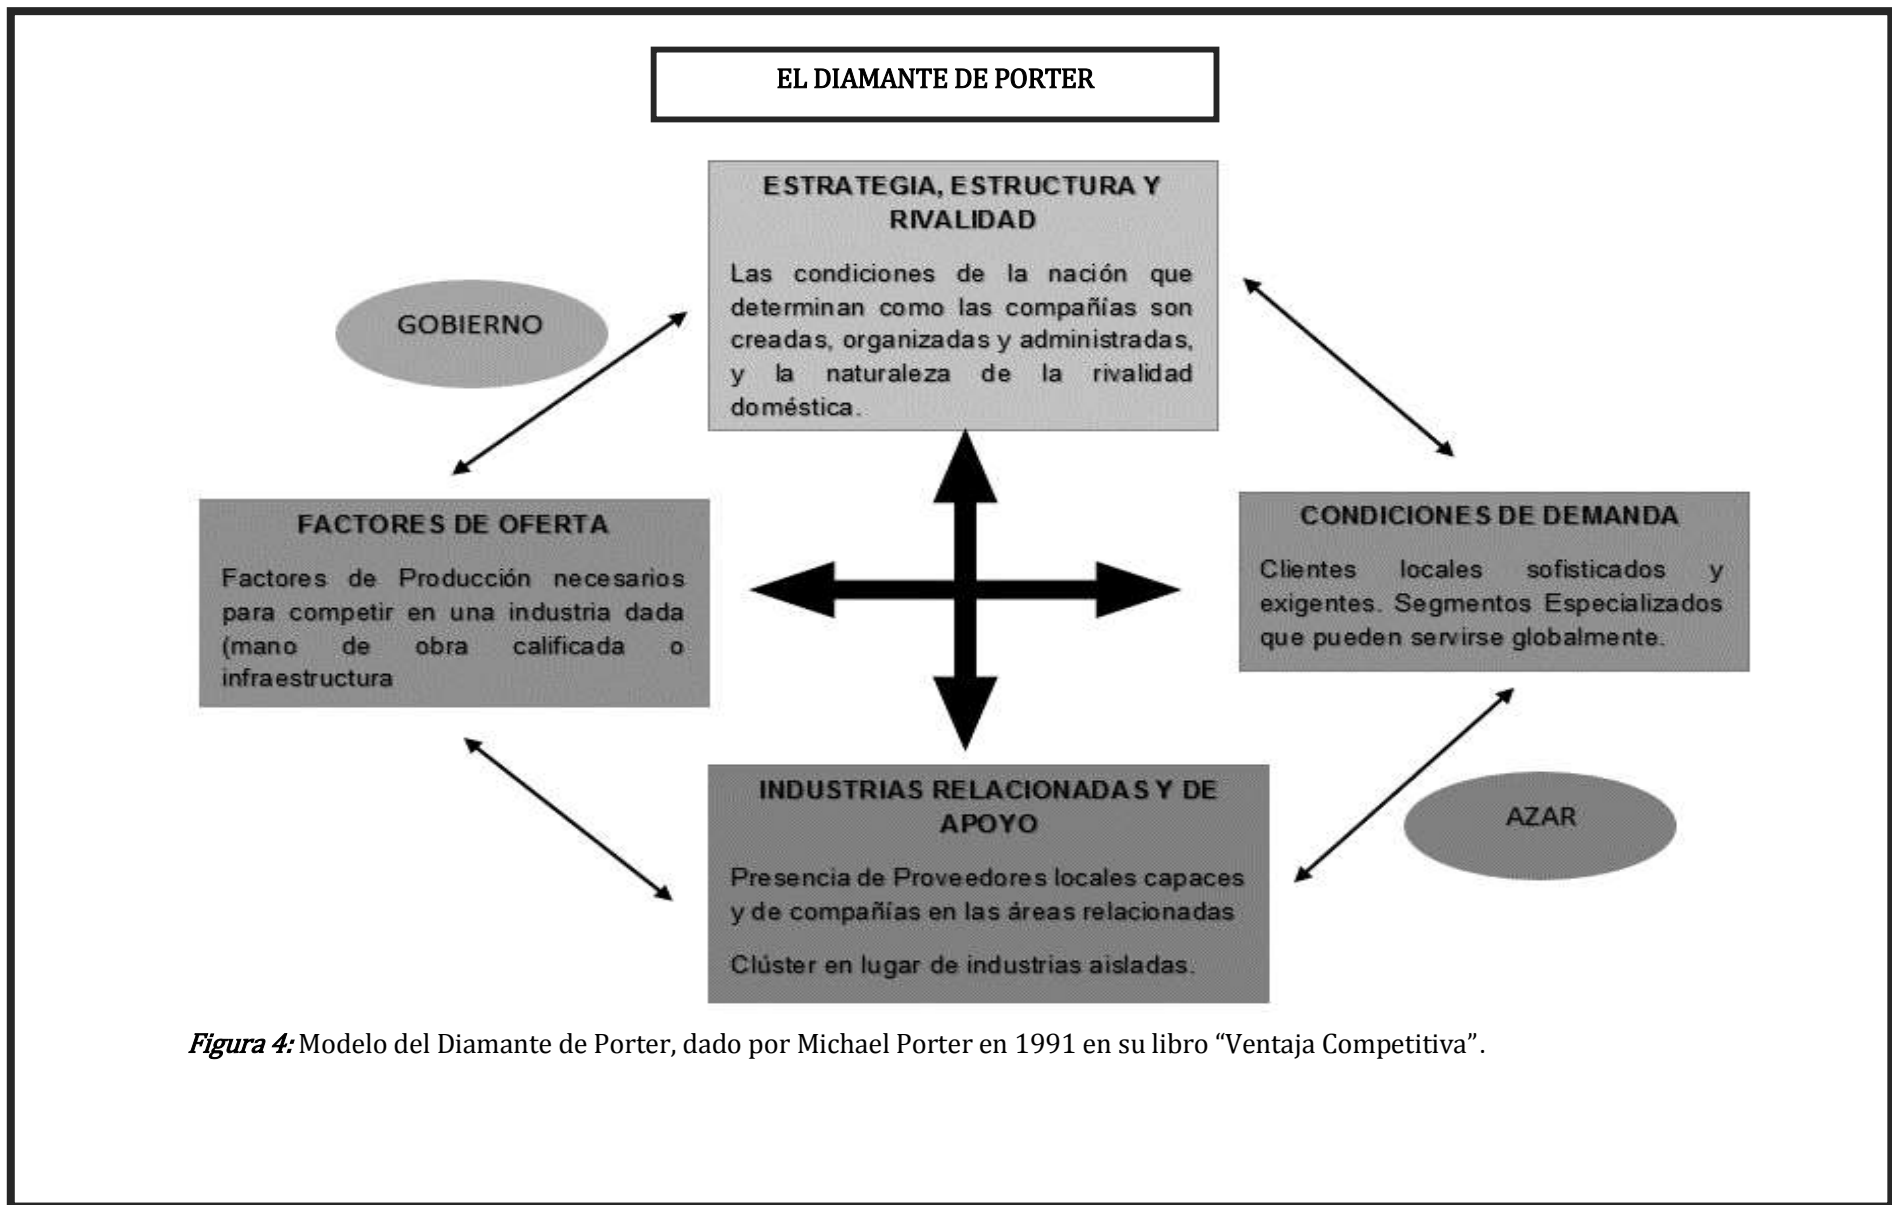 EL DIAMANTE DE PORTER
ESTRATEGIA, ESTRUCTURA Y
RIVALIDAD
Las condiciones de la nación que
determinan como las compañías son
creadas, organizadas y administradas,
y la naturaleza de la rivalidad
doméstica.
GOBIERNO
FACTORES DE OFERTA
Factores de Producción necesarios
para competir en una industria dada
(mano de obra calificada o
infraestructura
CONDICIONES DE DEMANDA
Clientes locales sofisticados y
exigentes. Segmentos Especializados
que pueden servirse globalmente.
INDUSTRIAS RELACIONADAS Y DE
APOYO
Presencia de Proveedores locales capaces
y de compañías en las áreas relacionadas
Clúster en lugar de industrias aisladas.
AZAR
Figura 4: Modelo del Diamante de Porter, dado por Michael Porter en 1991 en su libro “Ventaja Competitiva”.